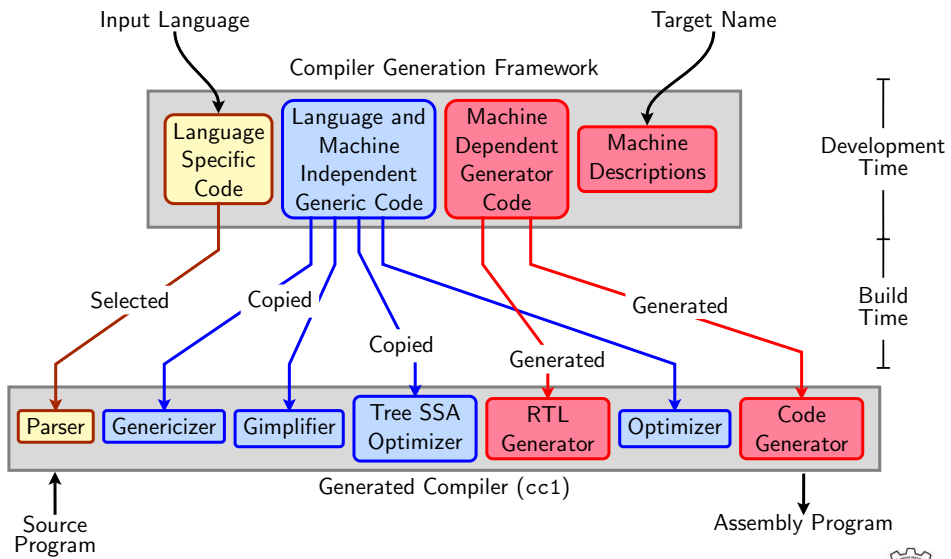 Input Language
Target Name
Compiler Generation Framework
Language
Specific
Code
Language and
Machine
Independent
Generic Code
Machine
Dependent
Generator
Code
Machine
Descriptions
Development
Time
Selected
Copied
Copied
Generated
Generated
Build
Time
Parser
Genericizer
Gimplifier
Tree SSA
Optimizer
RTL
Generator
Optimizer
Code
Generator
Generated Compiler (cc1)
Source
Program
Assembly Program